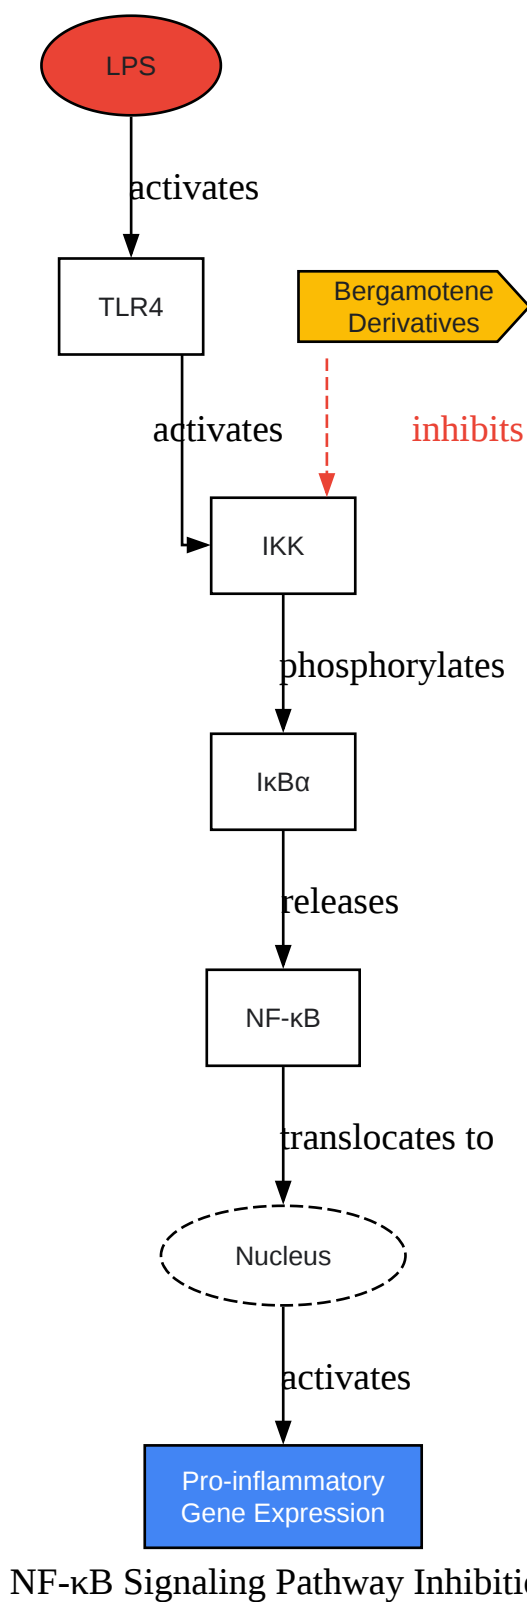 LPS
activates
TLR4
Bergamotene
Derivatives
activates
inhibits
IKK
phosphorylates
IκBα
releases
NF-κB
translocates to
Nucleus
activates
Pro-inflammatory
Gene Expression
NF-κB Signaling Pathway Inhibitio